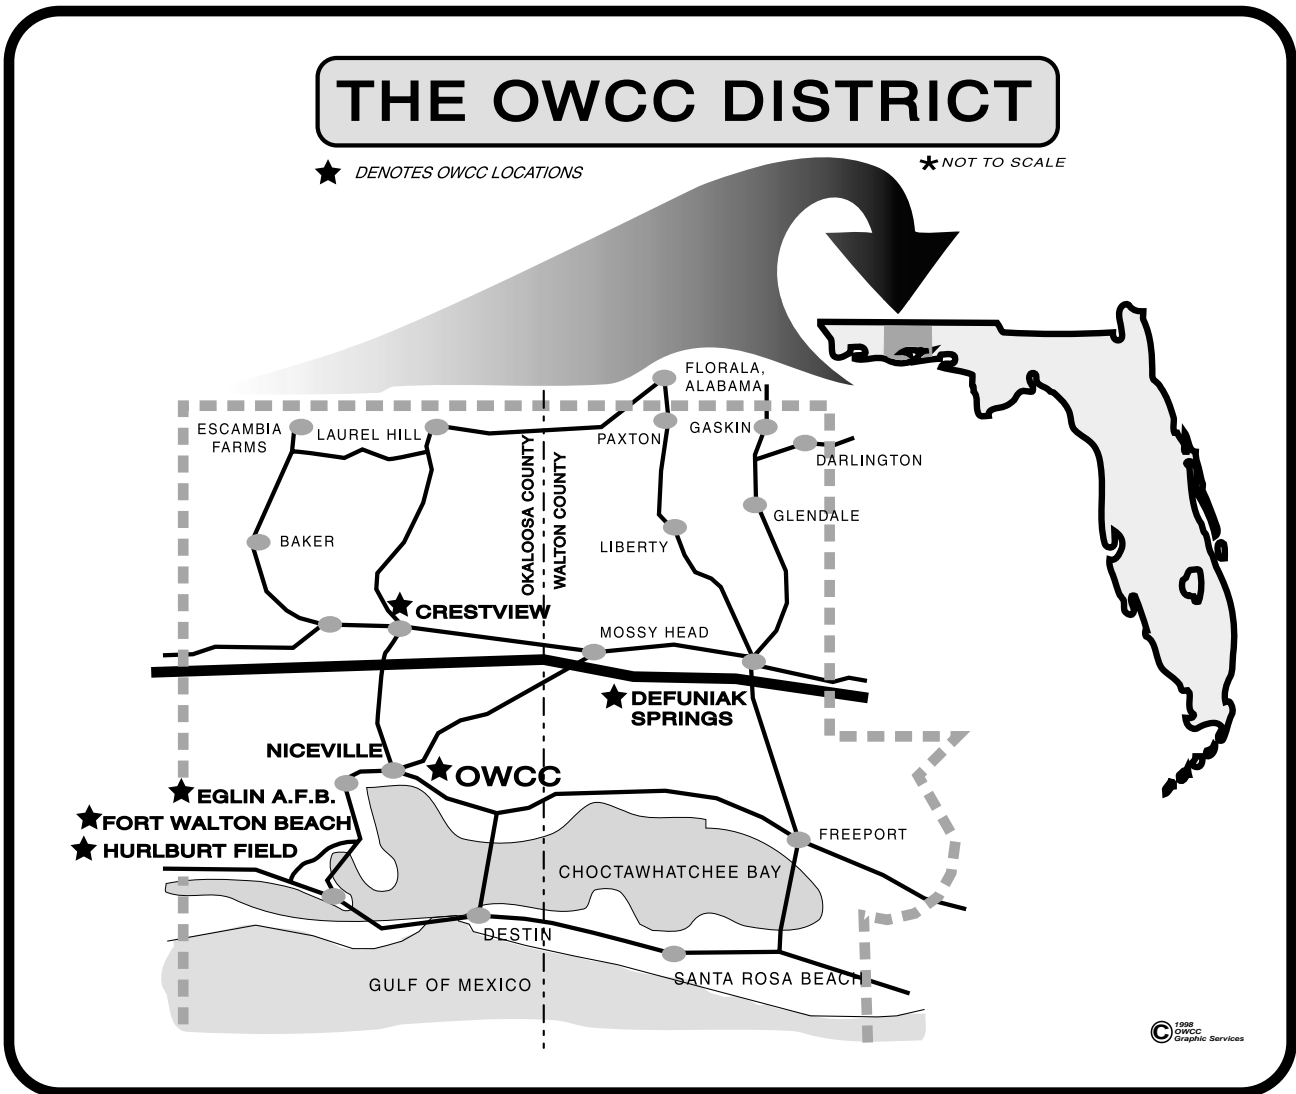 THE OWCC DISTRICT
DENOTES OWCC LOCATIONS
*NOT TO SCALE
FLORALA,
ALABAMA
ESCAMBIA
FARMS
LAUREL HILL
PAXTON
GASKIN
DARLINGTON
OKALOOSA COUNTY
WALTON COUNTY
GLENDALE
BAKER
LIBERTY
CRESTVIEW
MOSSY HEAD
DEFUNIAK
SPRINGS
NICEVILLE
OWCC
EGLIN A.F.B.
FORT WALTON BEACH
HURLBURT FIELD
FREEPORT
CHOCTAWHATCHEE BAY
DESTIN
SANTA ROSA BEACH
GULF OF MEXICO
© 1998
OWCC
Graphic Services